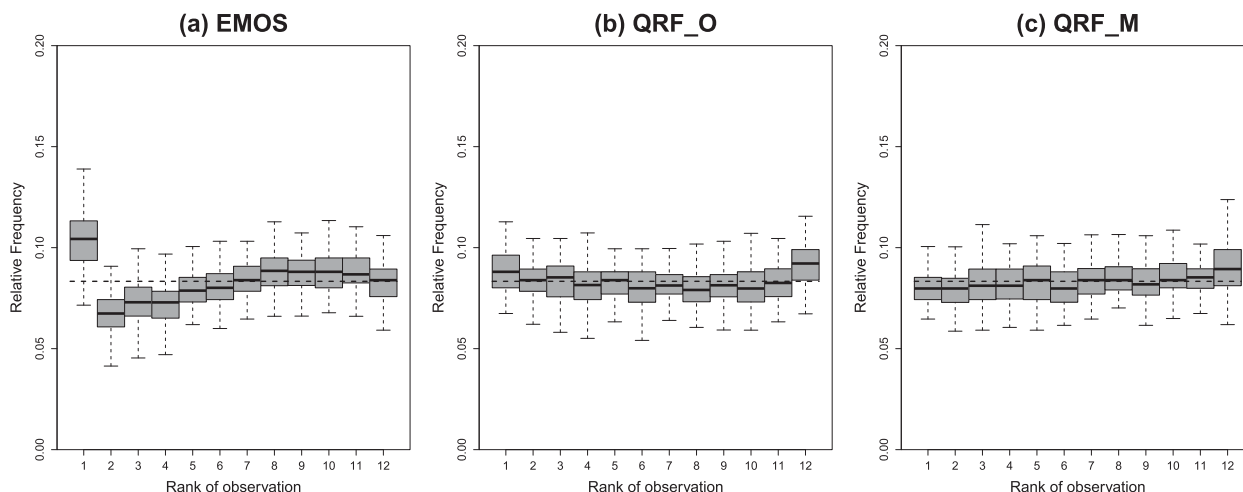 (a) EMOS
(b) QRF_O
(c) QRF_M
Relative Frequency
0.00 0.05 0.10 0.15 0.20
1 2 3 4 5 6 7 8 9 10 11 12
Rank of observation
Relative Frequency
0.00 0.05 0.10 0.15 0.20
1 2 3 4 5 6 7 8 9 10 11 12
Rank of observation
Relative Frequency
0.00 0.05 0.10 0.15 0.20
1 2 3 4 5 6 7 8 9 10 11 12
Rank of observation